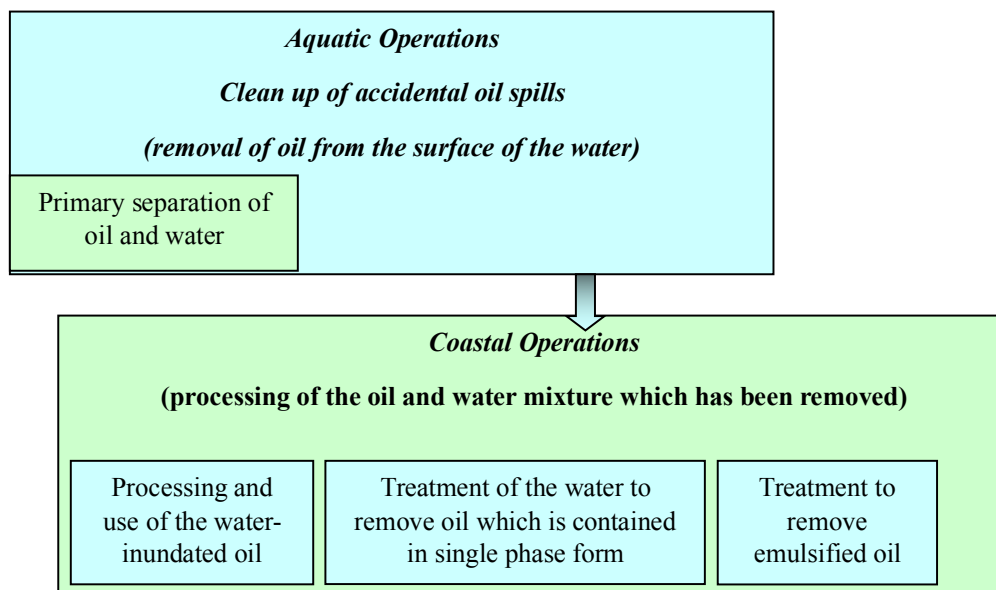 Aquatic Operations
Clean up of accidental oil spills
(removal of oil from the surface of the water)
Primary separation of
oil and water
Coastal Operations
(processing of the oil and water mixture which has been removed)
Processing and
use of the water-
inundated oil
Treatment of the water to
remove oil which is contained
in single phase form
Treatment to
remove
emulsified oil